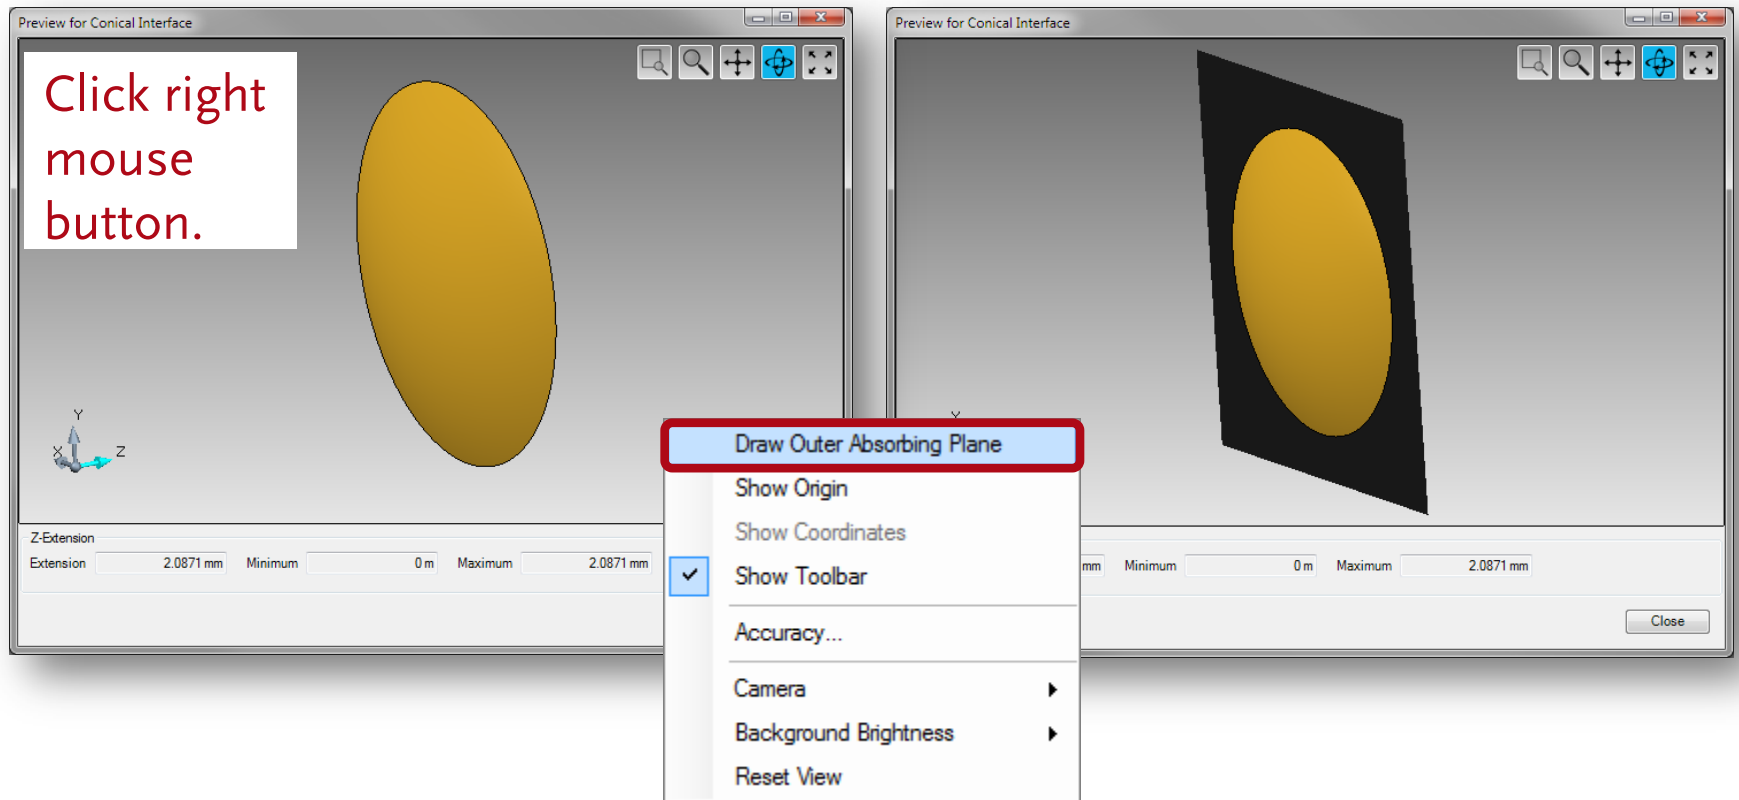 Preview for Conical Interface
Click right
mouse
button.
Y
X
Z
Z-Extension
Extension 2.0871 mm Minimum 0 m Maximum 2.0871 mm
Preview for Conical Interface
Y
mm Minimum 0 m Maximum 2.0871 mm
Close
Draw Outer Absorbing Plane
Show Origin
Show Coordinates
Show Toolbar
Accuracy...
Camera
Background Brightness
Reset View